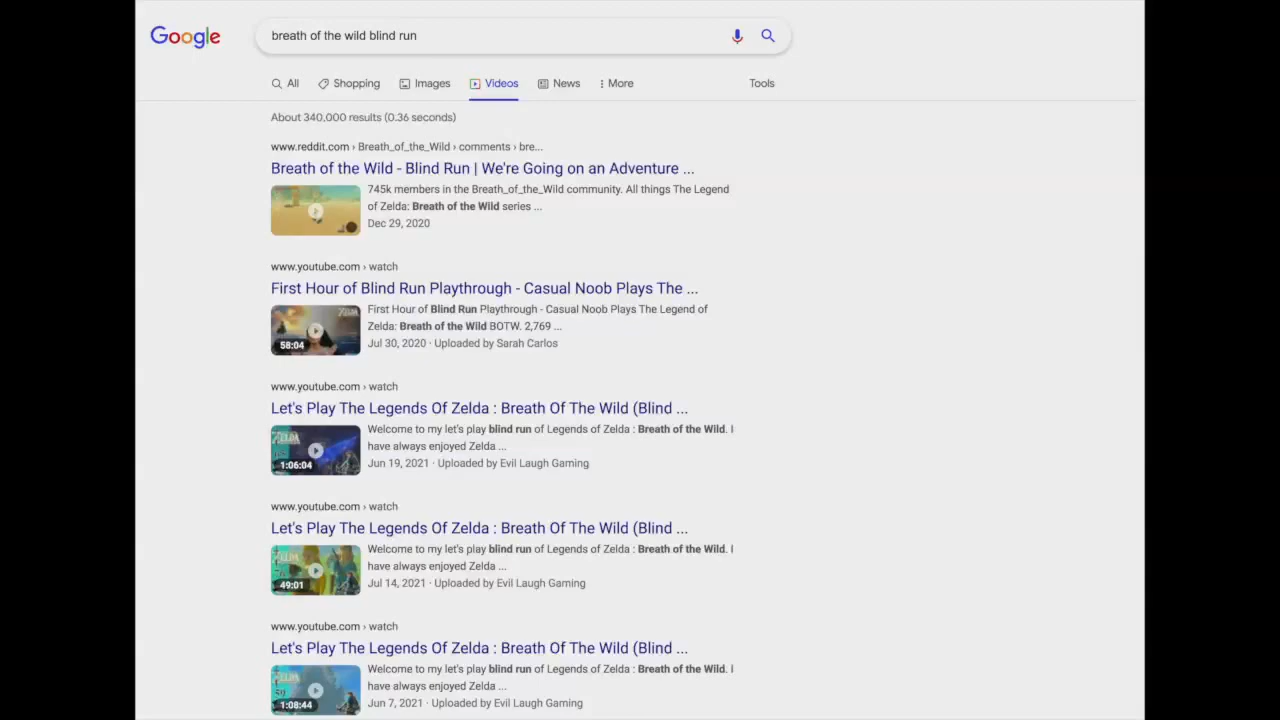 Google
breath of the wild blind run
All Shopping Images Videos News More Tools
About 340,000 results (0.36 seconds)
www.reddit.com › Breath_of_the_Wild › comments › bre...
Breath of the Wild - Blind Run | We're Going on an Adventure ...
745k members in the Breath_of_the_Wild community. All things The Legend
of Zelda: Breath of the Wild series ...
Dec 29, 2020
www.youtube.com › watch
First Hour of Blind Run Playthrough - Casual Noob Plays The ...
ZELDA
First Hour of Blind Run Playthrough - Casual Noob Plays The Legend of
Zelda: Breath of the Wild BOTW. 2,769 ...
58:04
Jul 30, 2020 · Uploaded by Sarah Carlos
www.youtube.com › watch
Let's Play The Legends Of Zelda : Breath Of The Wild (Blind ...
Welcome to my let's play blind run of Legends of Zelda : Breath of the Wild. I
ZELDA
have always enjoyed Zelda ...
1:06:04
Jun 19, 2021 · Uploaded by Evil Laugh Gaming
www.youtube.com › watch
Let's Play The Legends Of Zelda : Breath Of The Wild (Blind ...
Welcome to my let's play blind run of Legends of Zelda : Breath of the Wild. I
ZELDA
have always enjoyed Zelda ...
49:01
Jul 14, 2021 · Uploaded by Evil Laugh Gaming
www.youtube.com › watch
Let's Play The Legends Of Zelda : Breath Of The Wild (Blind ...
Welcome to my let's play blind run of Legends of Zelda : Breath of the Wild. I
ZELDA
have always enjoyed Zelda ...
1:08:44
Jun 7, 2021 · Uploaded by Evil Laugh Gaming